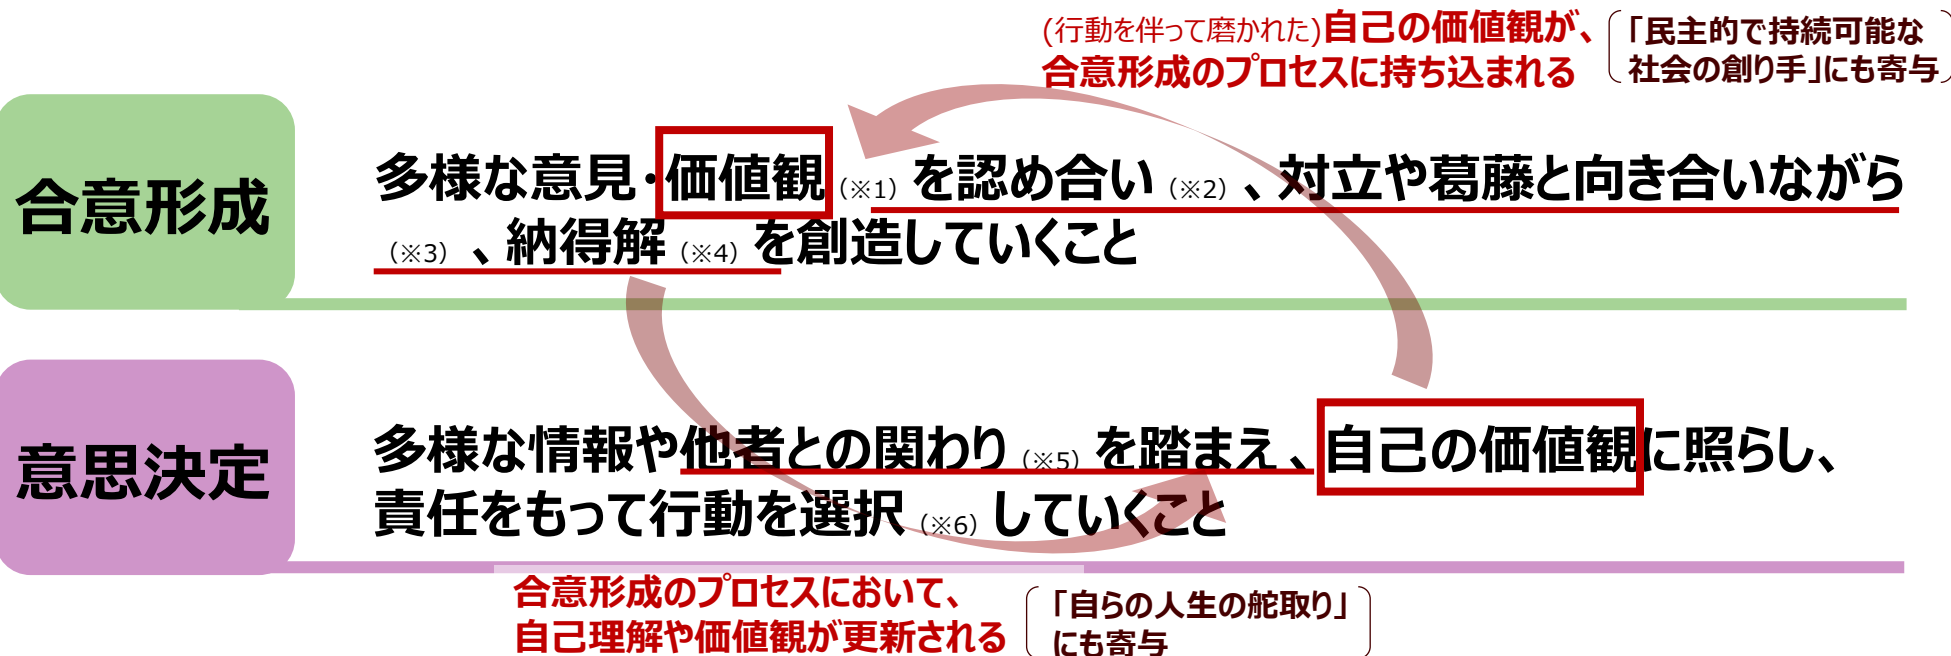 (行動を伴って磨かれた)自己の価値観が、
合意形成のプロセスに持ち込まれる
「民主的で持続可能な
社会の創り手」にも寄与
合意形成
多様な意見・価値観(※1)を認め合い(※2)、対立や葛藤と向き合いながら
(※3)、納得解(※4)を創造していくこと
意思決定
多様な情報や他者との関わり(※5)を踏まえ、自己の価値観に照らし、
責任をもって行動を選択(※6)していくこと
合意形成のプロセスにおいて、
自己理解や価値観が更新される
「自らの人生の舵取り」
にも寄与